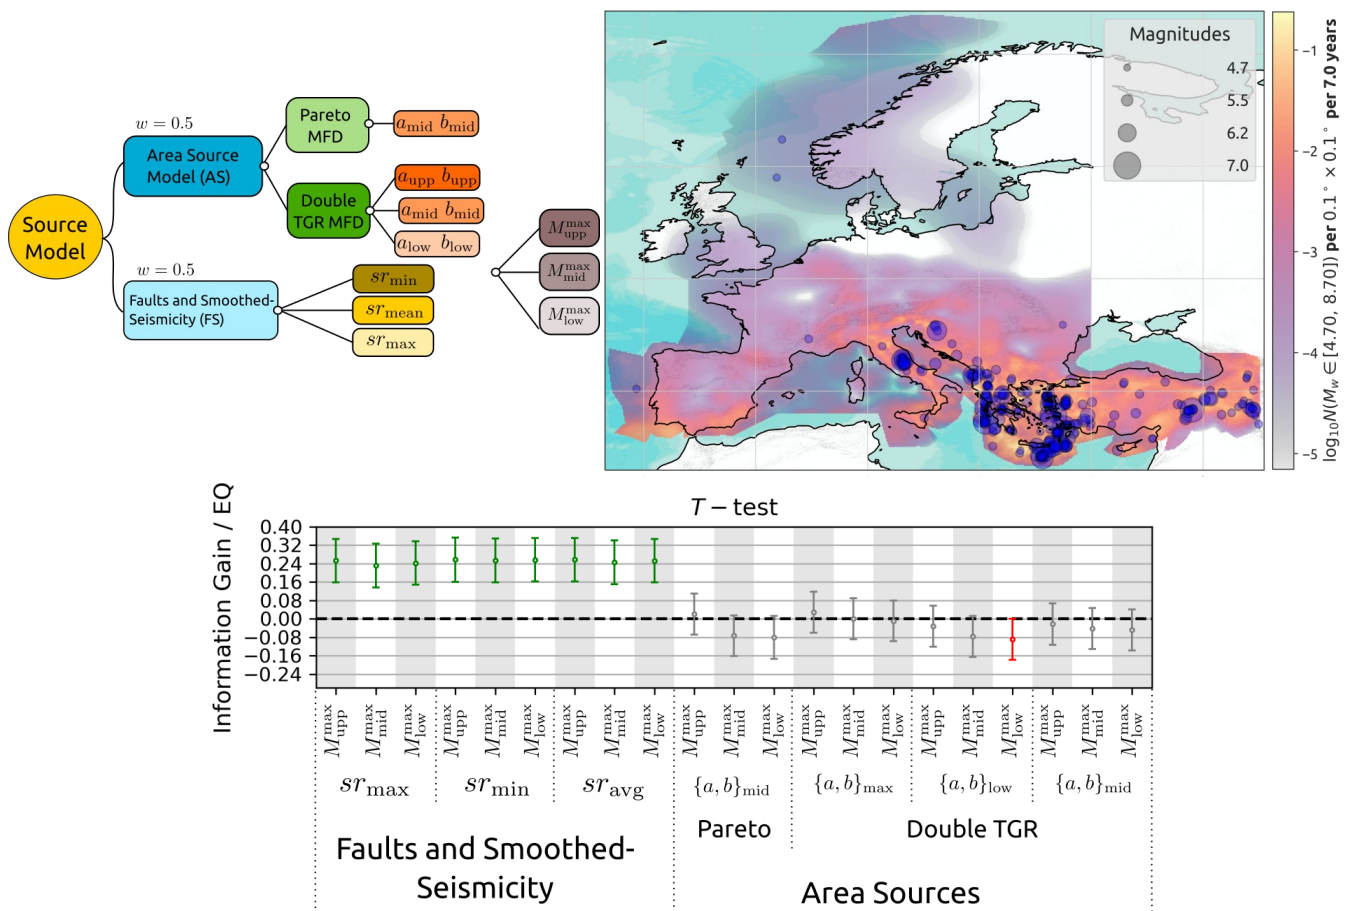 w = 0.5
Pareto
MFD
a_mid b_mid
Area Source
Model (AS)
Double
TGR MFD
a_upp b_upp
a_mid b_mid
a_low b_low
Source
Model
w = 0.5
Faults and Smoothed-
Seismicity (FS)
sr_min
sr_mean
sr_max
M^max_upp
M^max_mid
M^max_low
Magnitudes
4.7
5.5
6.2
7.0
−1
−2
−3
−4
−5
log₁₀N(M_w ∈ [4.70, 8.70]) per 0.1° × 0.1° per 7.0 years
T − test
Information Gain / EQ
0.40
0.32
0.24
0.16
0.08
0.00
−0.08
−0.16
−0.24
M^max_upp M^max_mid M^max_low M^max_upp M^max_mid M^max_low M^max_upp M^max_mid M^max_low M^max_upp M^max_mid M^max_low M^max_upp M^max_mid M^max_low M^max_upp M^max_mid M^max_low M^max_upp M^max_mid M^max_low
sr_max sr_min sr_avg {a, b}_mid {a, b}_max {a, b}_low {a, b}_mid
Pareto Double TGR
Faults and Smoothed-
Seismicity
Area Sources